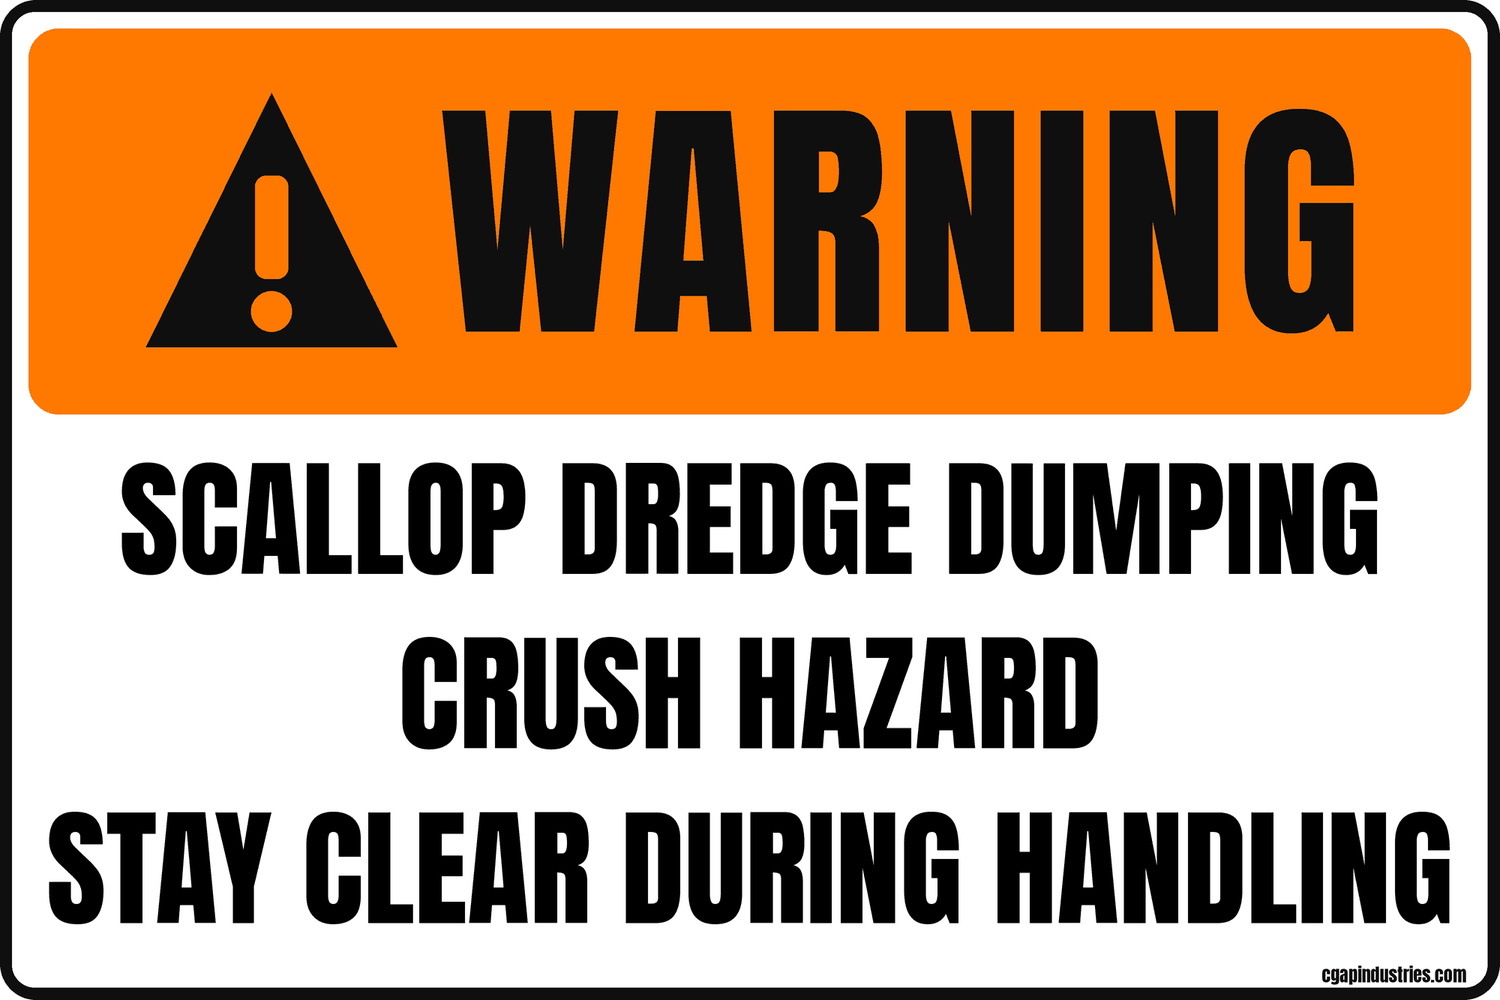 WARNING
SCALLOP DREDGE DUMPING
CRUSH HAZARD
STAY CLEAR DURING HANDLING
cgapindustries.com